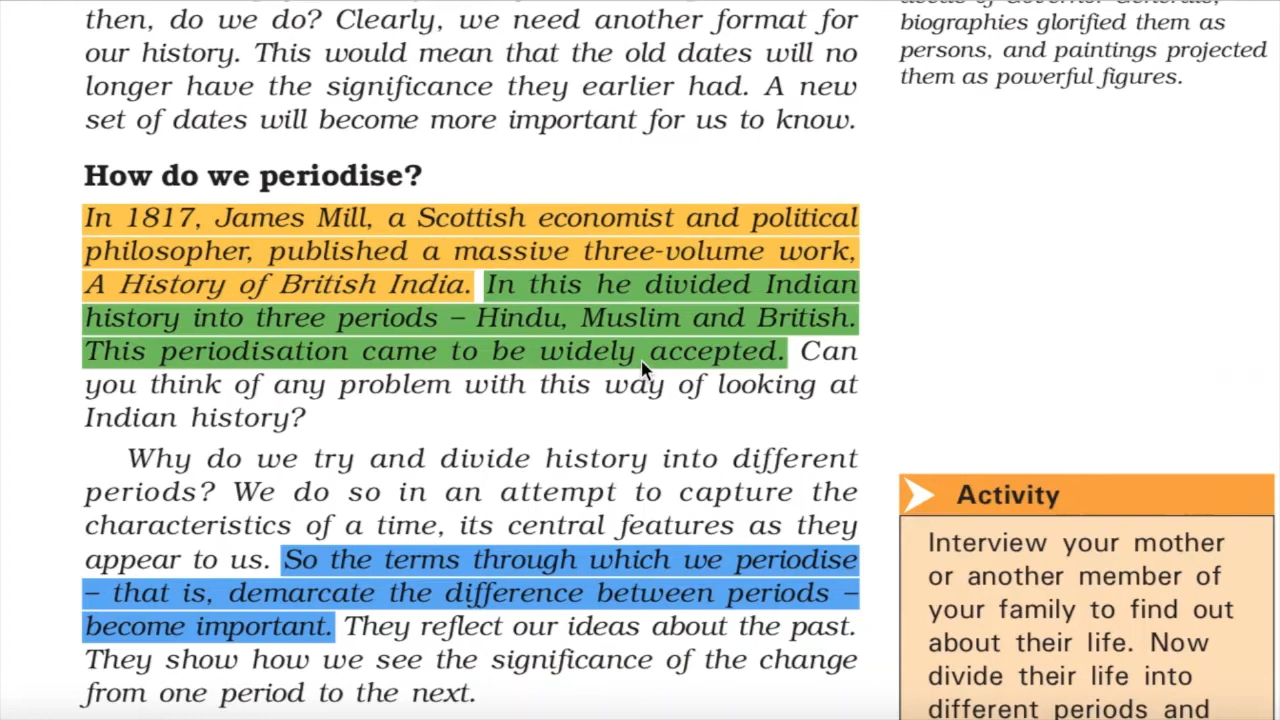 then, do we do? Clearly, we need another format for
our history. This would mean that the old dates will no
longer have the significance they earlier had. A new
set of dates will become more important for us to know.
How do we periodise?
In 1817, James Mill, a Scottish economist and political
philosopher, published a massive three-volume work,
A History of British India. In this he divided Indian
history into three periods – Hindu, Muslim and British.
This periodisation came to be widely accepted. Can
you think of any problem with this way of looking at
Indian history?
Why do we try and divide history into different
periods? We do so in an attempt to capture the
characteristics of a time, its central features as they
appear to us. So the terms through which we periodise
– that is, demarcate the difference between periods –
become important. They reflect our ideas about the past.
They show how we see the significance of the change
from one period to the next.
biographies glorified them as
persons, and paintings projected
them as powerful figures.
Activity
Interview your mother
or another member of
your family to find out
about their life. Now
divide their life into
different periods and